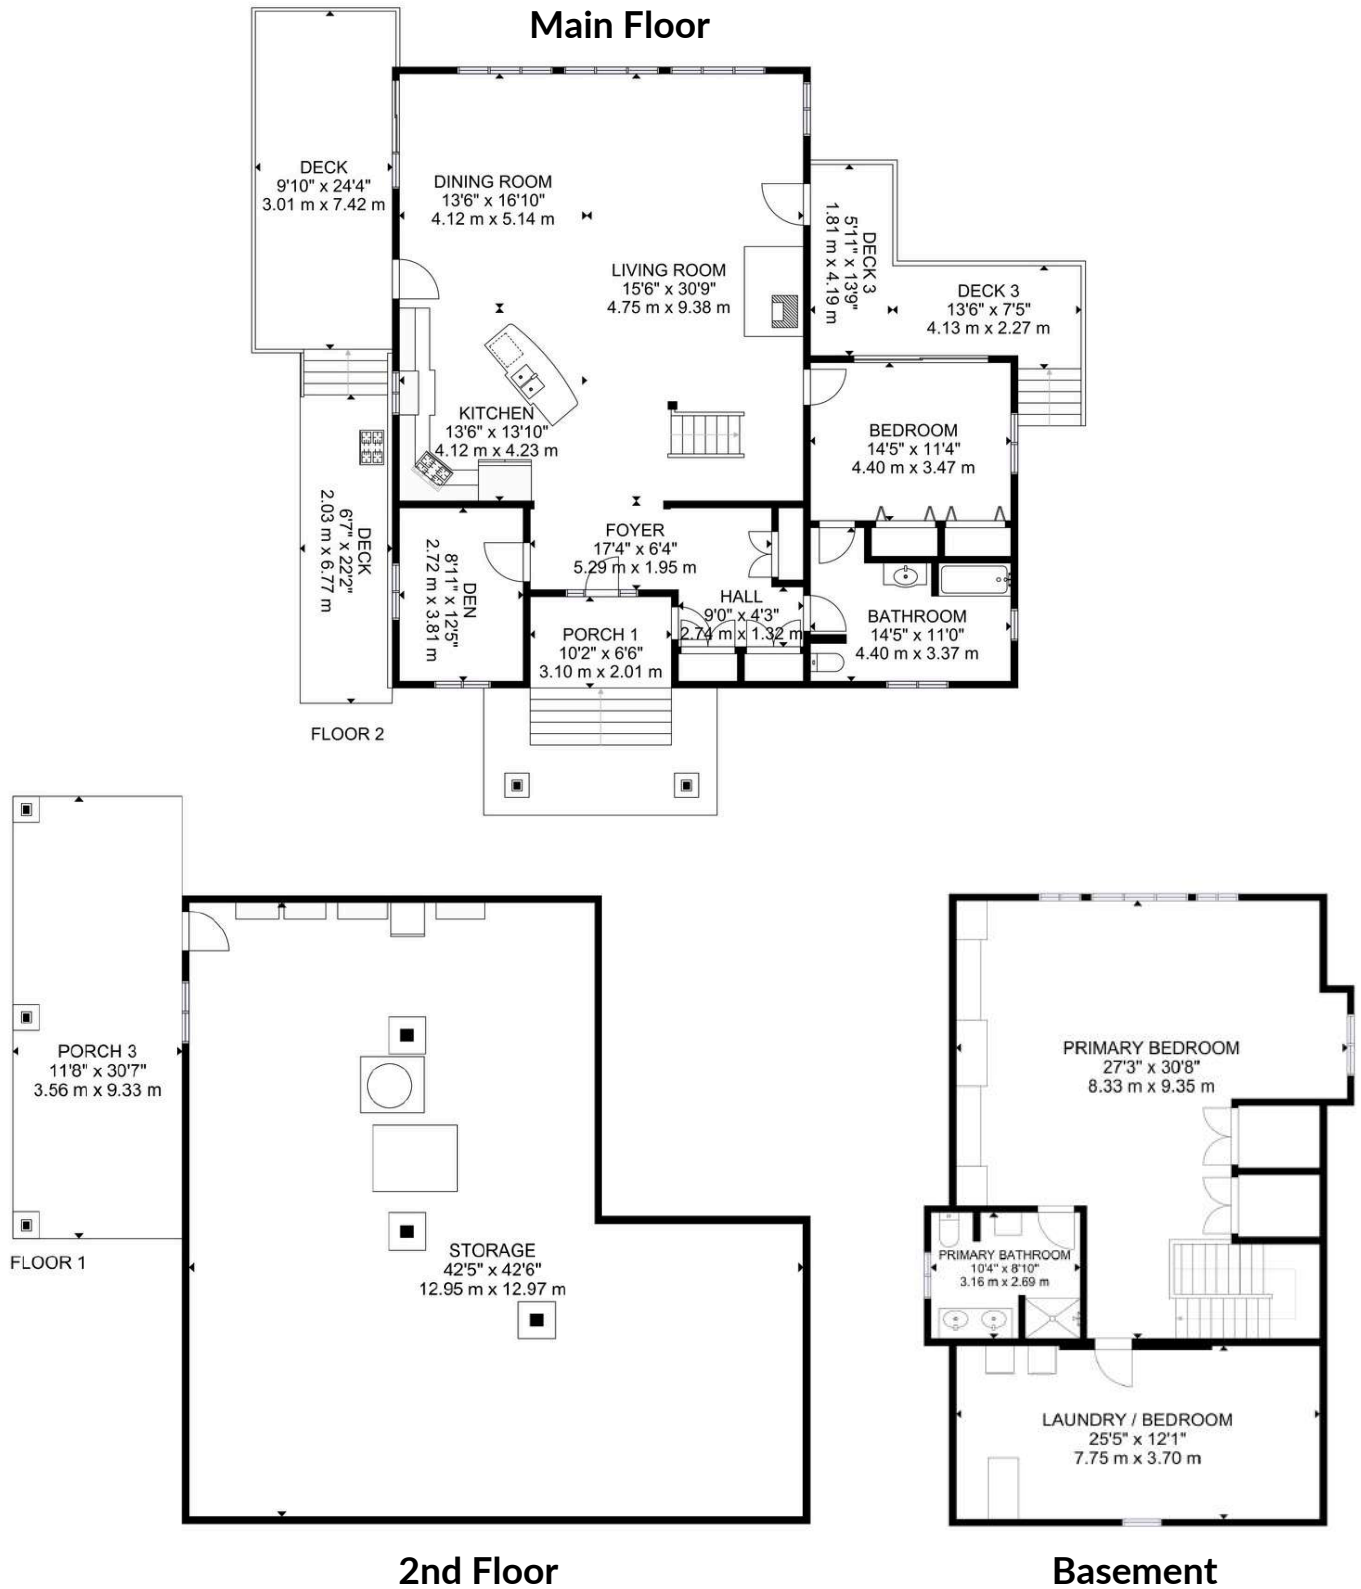 Main Floor
DECK
9'10" x 24'4"
3.01 m x 7.42 m
DINING ROOM
13'6" x 16'10"
4.12 m x 5.14 m
LIVING ROOM
15'6" x 30'9"
4.75 m x 9.38 m
DECK 3
5'11" x 13'9"
1.81 m x 4.19 m
DECK 3
13'6" x 7'5"
4.13 m x 2.27 m
KITCHEN
13'6" x 13'10"
4.12 m x 4.23 m
BEDROOM
14'5" x 11'4"
4.40 m x 3.47 m
DECK
6'7" x 22'2"
2.03 m x 6.77 m
DEN
8'11" x 12'5"
2.72 m x 3.81 m
FOYER
17'4" x 6'4"
5.29 m x 1.95 m
HALL
9'0" x 4'3"
2.74 m x 1.32 m
PORCH 1
10'2" x 6'6"
3.10 m x 2.01 m
BATHROOM
14'5" x 11'0"
4.40 m x 3.37 m
FLOOR 2
PORCH 3
11'8" x 30'7"
3.56 m x 9.33 m
FLOOR 1
STORAGE
42'5" x 42'6"
12.95 m x 12.97 m
PRIMARY BEDROOM
27'3" x 30'8"
8.33 m x 9.35 m
PRIMARY BATHROOM
10'4" x 8'10"
3.16 m x 2.69 m
LAUNDRY / BEDROOM
25'5" x 12'1"
7.75 m x 3.70 m
2nd Floor
Basement